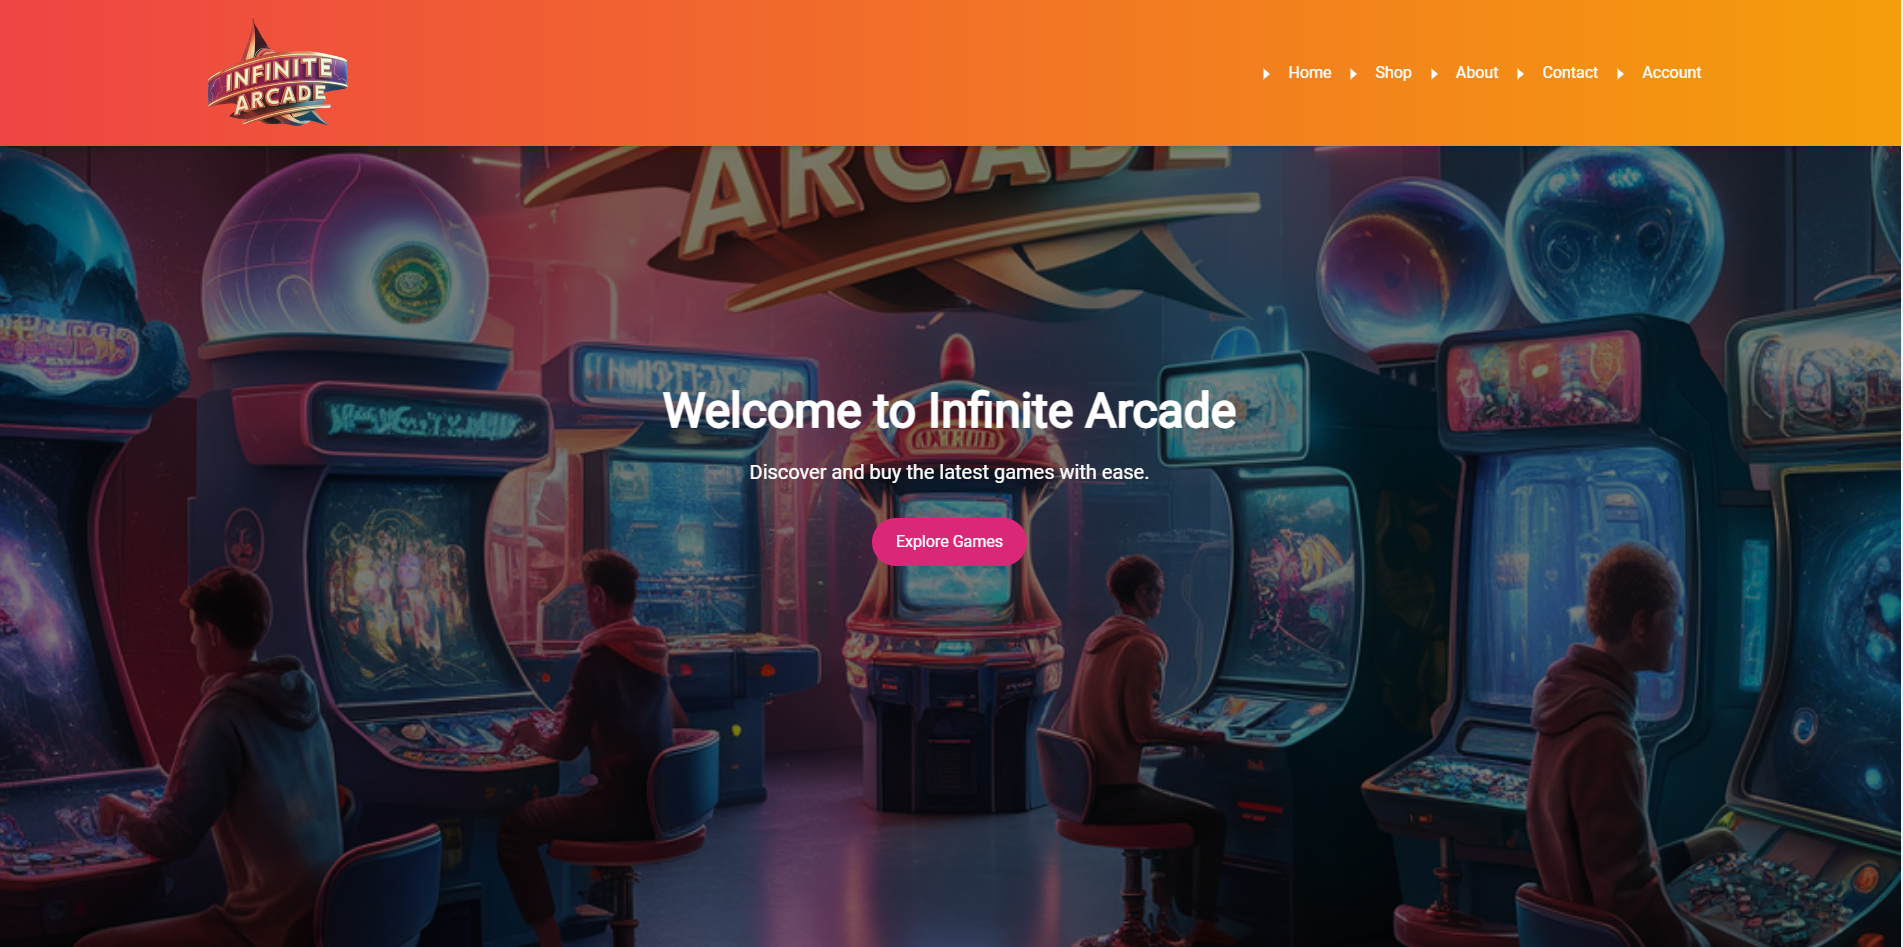 INFINITE
ARCADE
Home
Shop
About
Contact
Account
ARCADE
Welcome to Infinite Arcade
Discover and buy the latest games with ease.
Explore Games